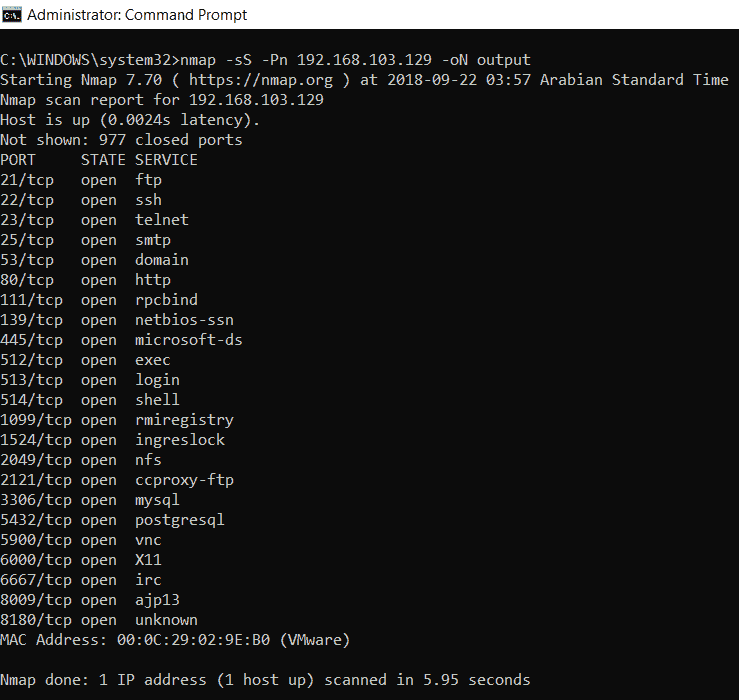 Administrator: Command Prompt
C:\WINDOWS\system32>nmap -sS -Pn 192.168.103.129 -oN output
Starting Nmap 7.70 ( https://nmap.org ) at 2018-09-22 03:57 Arabian Standard Time
Nmap scan report for 192.168.103.129
Host is up (0.0024s latency).
Not shown: 977 closed ports
PORT     STATE SERVICE
21/tcp   open  ftp
22/tcp   open  ssh
23/tcp   open  telnet
25/tcp   open  smtp
53/tcp   open  domain
80/tcp   open  http
111/tcp  open  rpcbind
139/tcp  open  netbios-ssn
445/tcp  open  microsoft-ds
512/tcp  open  exec
513/tcp  open  login
514/tcp  open  shell
1099/tcp open  rmiregistry
1524/tcp open  ingreslock
2049/tcp open  nfs
2121/tcp open  ccproxy-ftp
3306/tcp open  mysql
5432/tcp open  postgresql
5900/tcp open  vnc
6000/tcp open  X11
6667/tcp open  irc
8009/tcp open  ajp13
8180/tcp open  unknown
MAC Address: 00:0C:29:02:9E:B0 (VMware)
Nmap done: 1 IP address (1 host up) scanned in 5.95 seconds